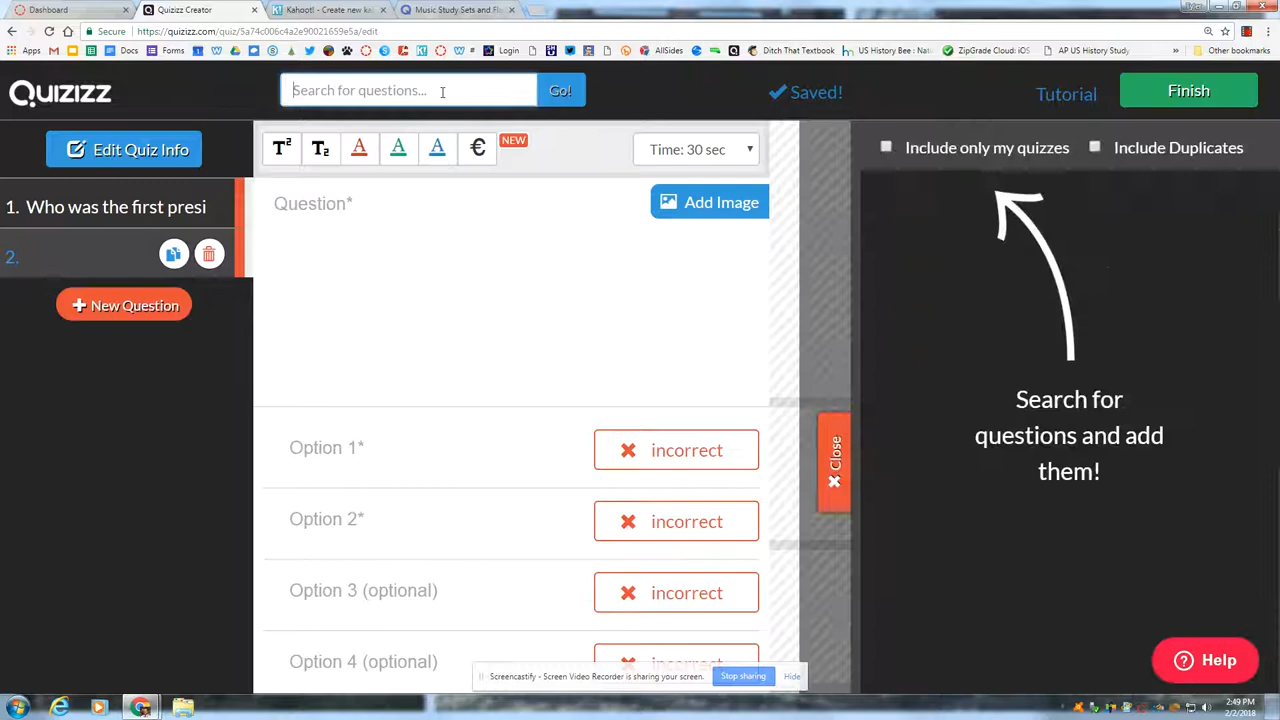 Dashboard
Quizizz Creator
Kahoot! - Create new ka
Music Study Sets and Fla
Secure
https://quizizz.com/quiz/5a74c006c4a2e90021659e5a/edit
Apps
Docs
Forms
Login
AllSides
Ditch That Textbook
US History Bee : Nati
ZipGrade Cloud: iOS
AP US History Study
Other bookmarks
Quizizz
Search for questions...
Go!
Saved!
Tutorial
Finish
Edit Quiz Info
T²
T₂
A
A
A
€
NEW
Time: 30 sec
Include only my quizzes
Include Duplicates
1. Who was the first presi
Question*
Add Image
2.
New Question
Search for
questions and add
them!
Option 1*
incorrect
Close
Option 2*
incorrect
Option 3 (optional)
incorrect
Option 4 (optional)
incorrect
Screencastify - Screen Video Recorder is sharing your screen.
Stop sharing
Hide
Help
2:49 PM
2/2/2018